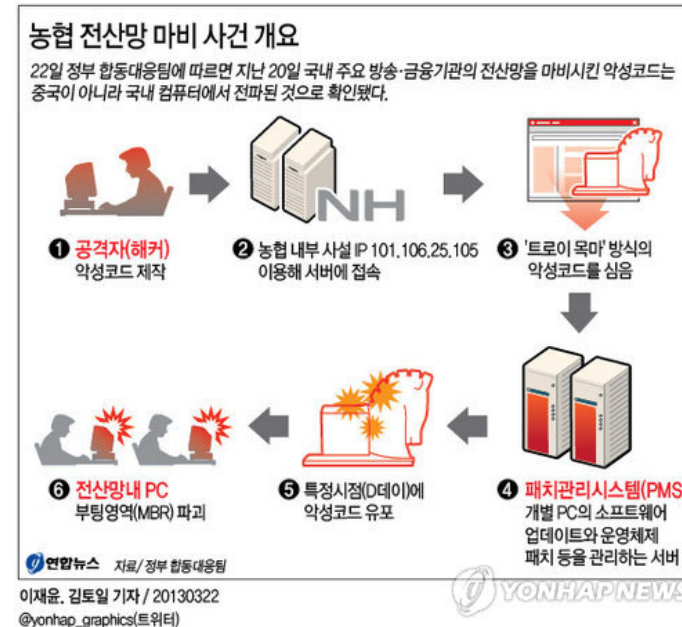 농협 전산망 마비 사건 개요
22일 정부 합동대응팀에 따르면 지난 20일 국내 주요 방송·금융기관의 전산망을 마비시킨 악성코드는
중국이 아니라 국내 컴퓨터에서 전파된 것으로 확인됐다.
NH
❶ 공격자(해커)
악성코드 제작
❷ 농협 내부 사설 IP 101.106.25.105
이용해 서버에 접속
❸ '트로이 목마' 방식의
악성코드를 심음
❹ 패치관리시스템(PMS
개별 PC의 소프트웨어
업데이트와 운영체제
패치 등을 관리하는 서버
❺ 특정시점(D데이)에
악성코드 유포
❻ 전산망내 PC
부팅영역(MBR) 파괴
연합뉴스 자료/ 정부 합동대응팀
이재윤, 김토일 기자 / 20130322
@yonhap_graphics(트위터)
YONHAP NEWS